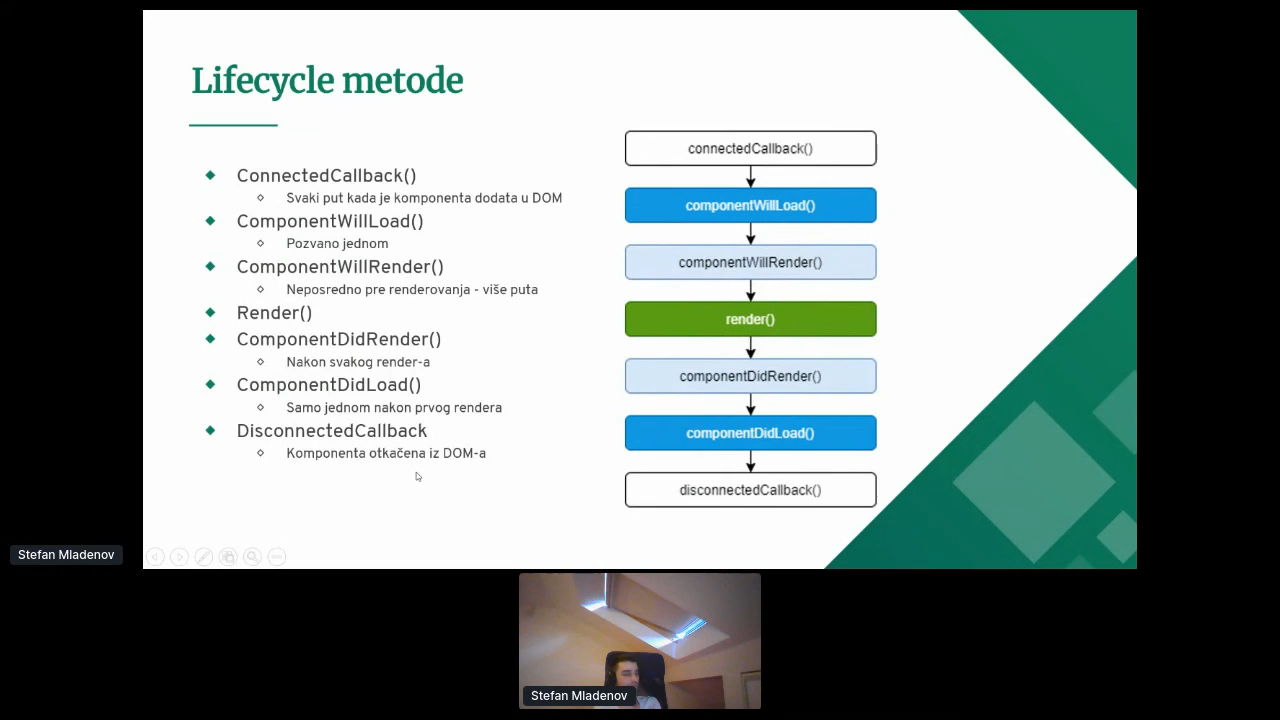 Lifecycle metode
ConnectedCallback()
Svaki put kada je komponenta dodata u DOM
ComponentWillLoad()
Pozvano jednom
ComponentWillRender()
Neposredno pre renderovanja - više puta
Render()
ComponentDidRender()
Nakon svakog render-a
ComponentDidLoad()
Samo jednom nakon prvog rendera
DisconnectedCallback
Komponenta otkačena iz DOM-a
connectedCallback()
componentWillLoad()
componentWillRender()
render()
componentDidRender()
componentDidLoad()
disconnectedCallback()
Stefan Mladenov
Stefan Mladenov